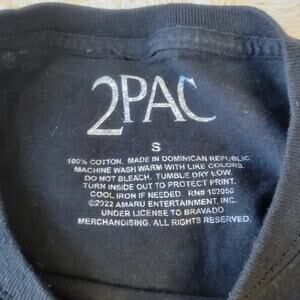 2PAC
S
100% COTTON. MADE IN DOMINICAN REPUBLIC
MACHINE WASH WARM WITH LIKE COLORS.
DO NOT BLEACH. TUMBLE DRY LOW.
TURN INSIDE OUT TO PROTECT PRINT.
COOL IRON IF NEEDED. RN# 102950
©2022 AMARU ENTERTAINMENT, INC.
UNDER LICENSE TO BRAVADO
MERCHANDISING. ALL RIGHTS RESERVED.